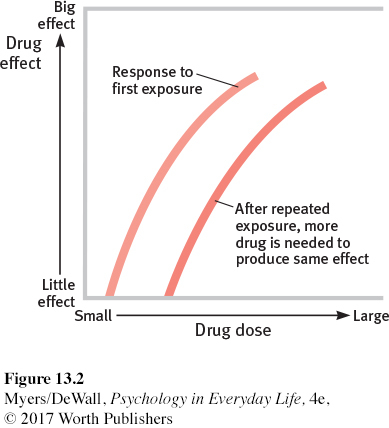 Big
effect
Drug
effect
Response to
first exposure
After repeated
exposure, more
drug is needed to
produce same effect
Little
effect
Small
Large
Drug dose
Figure 13.2
Myers/DeWall, Psychology in Everyday Life, 4e,
© 2017 Worth Publishers